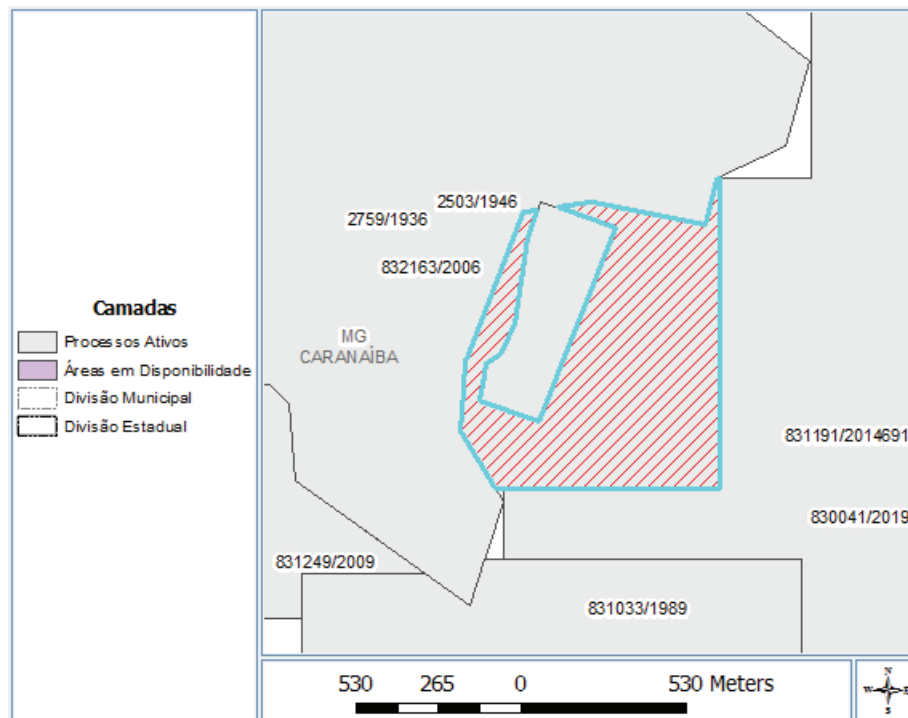 Camadas
Processos Ativos
Áreas em Disponibilidade
Divisão Municipal
Divisão Estadual
2503/1946
2759/1936
832163/2006
MG
CARANAÍBA
831191/2014691
830041/2019
831249/2009
831033/1989
530 265 0 530 Meters
N
W E
S